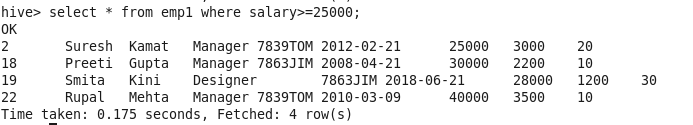 hive> select * from emp1 where salary>=25000;
OK
2	Suresh	Kamat	Manager	7839TOM	2012-02-21	25000	3000	20
18	Preeti	Gupta	Manager	7863JIM	2008-04-21	30000	2200	10
19	Smita	Kini	Designer	7863JIM	2018-06-21	28000	1200	30
22	Rupal	Mehta	Manager	7839TOM	2010-03-09	40000	3500	10
Time taken: 0.175 seconds, Fetched: 4 row(s)